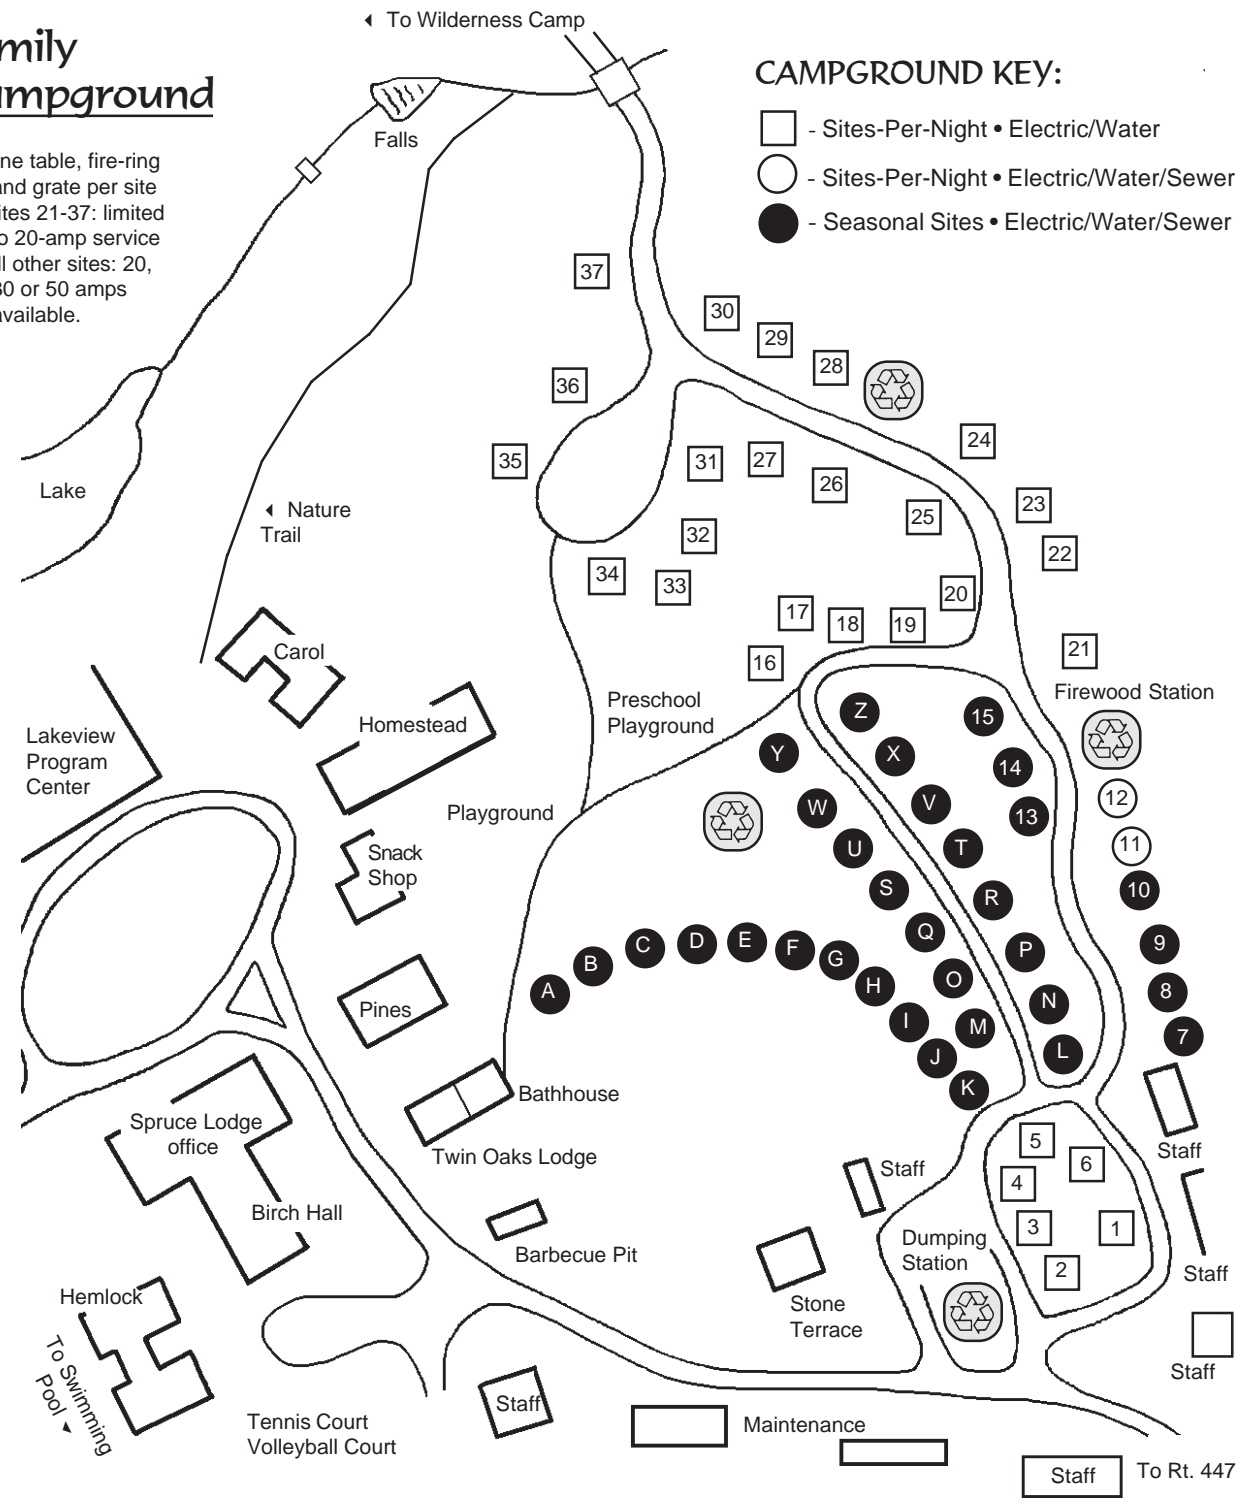 ◄ To Wilderness Camp
mily
mpground
ne table, fire-ring
and grate per site
ites 21-37: limited
o 20-amp service
ll other sites: 20,
30 or 50 amps
available.
CAMPGROUND KEY:
- Sites-Per-Night • Electric/Water
- Sites-Per-Night • Electric/Water/Sewer
- Seasonal Sites • Electric/Water/Sewer
Falls
37
30
29
28
36
24
35
31
27
26
23
25
22
Lake
◄ Nature
Trail
32
34
33
20
17
18
19
16
21
Carol
Firewood Station
Preschool
Playground
Homestead
Lakeview
Program
Center
Z
15
Y
X
14
12
Playground
W
V
13
Snack
Shop
U
T
11
S
R
10
Q
P
9
A
B
C
D
E
F
G
H
I
J
K
O
M
N
L
8
7
Pines
Bathhouse
Spruce Lodge
office
Twin Oaks Lodge
5
6
4
3
1
2
Staff
Staff
Birch Hall
Barbecue Pit
Dumping
Station
Stone
Terrace
Staff
Hemlock
To Swimming
Pool ◄
Staff
Staff
Tennis Court
Volleyball Court
Maintenance
Staff
To Rt. 447